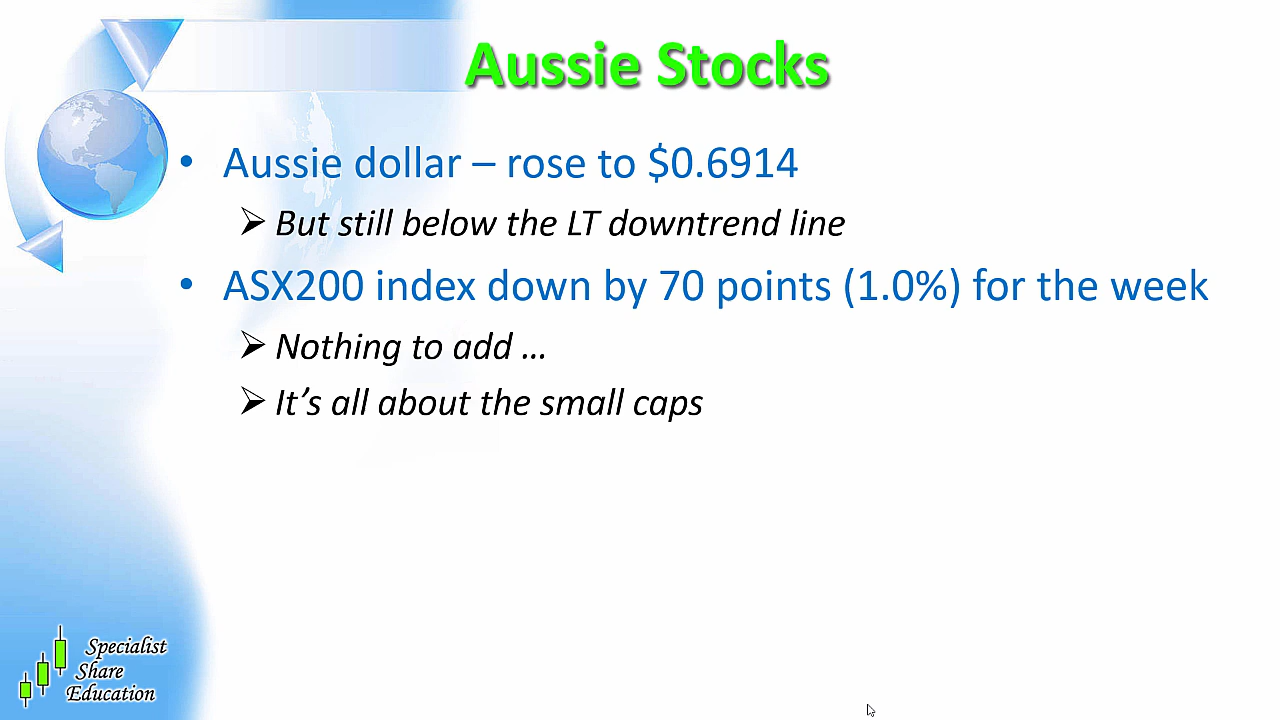 Aussie Stocks
• Aussie dollar – rose to $0.6914
➢ But still below the LT downtrend line
• ASX200 index down by 70 points (1.0%) for the week
➢ Nothing to add …
➢ It’s all about the small caps
Specialist
Share
Education